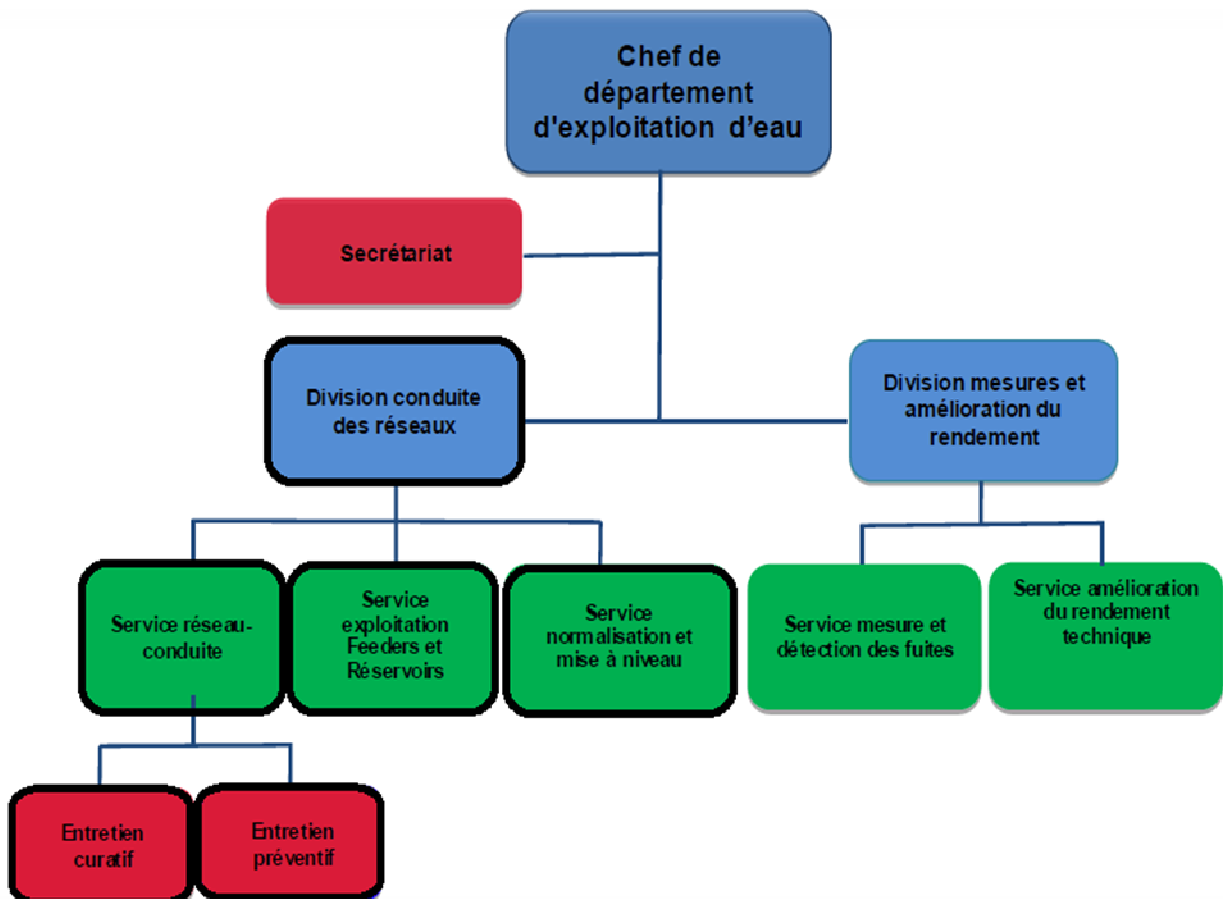 Chef de
département
d'exploitation d’eau
Secrétariat
Division conduite
des réseaux
Division mesures et
amélioration du
rendement
Service réseau-
conduite
Service
exploitation
Feeders et
Réservoirs
Service
normalisation et
mise à niveau
Service mesure et
détection des fuites
Service amélioration
du rendement
technique
Entretien
curatif
Entretien
préventif